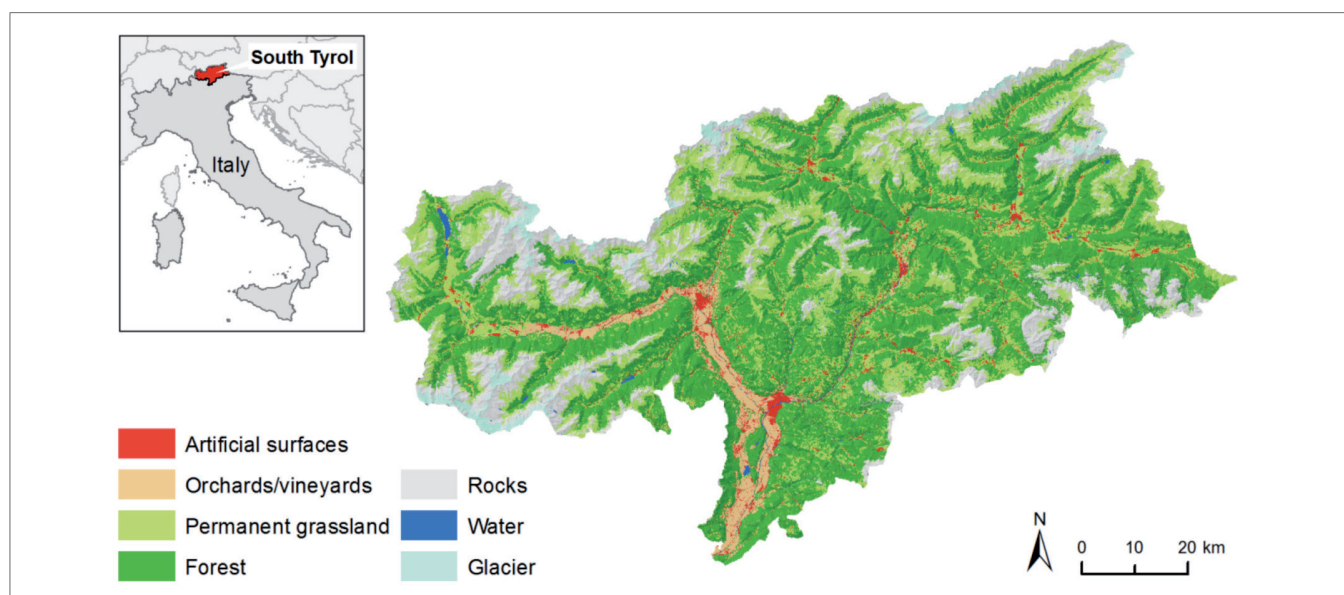 South Tyrol
Italy
Artificial surfaces
Orchards/vineyards
Permanent grassland
Forest
Rocks
Water
Glacier
N
0 10 20 km